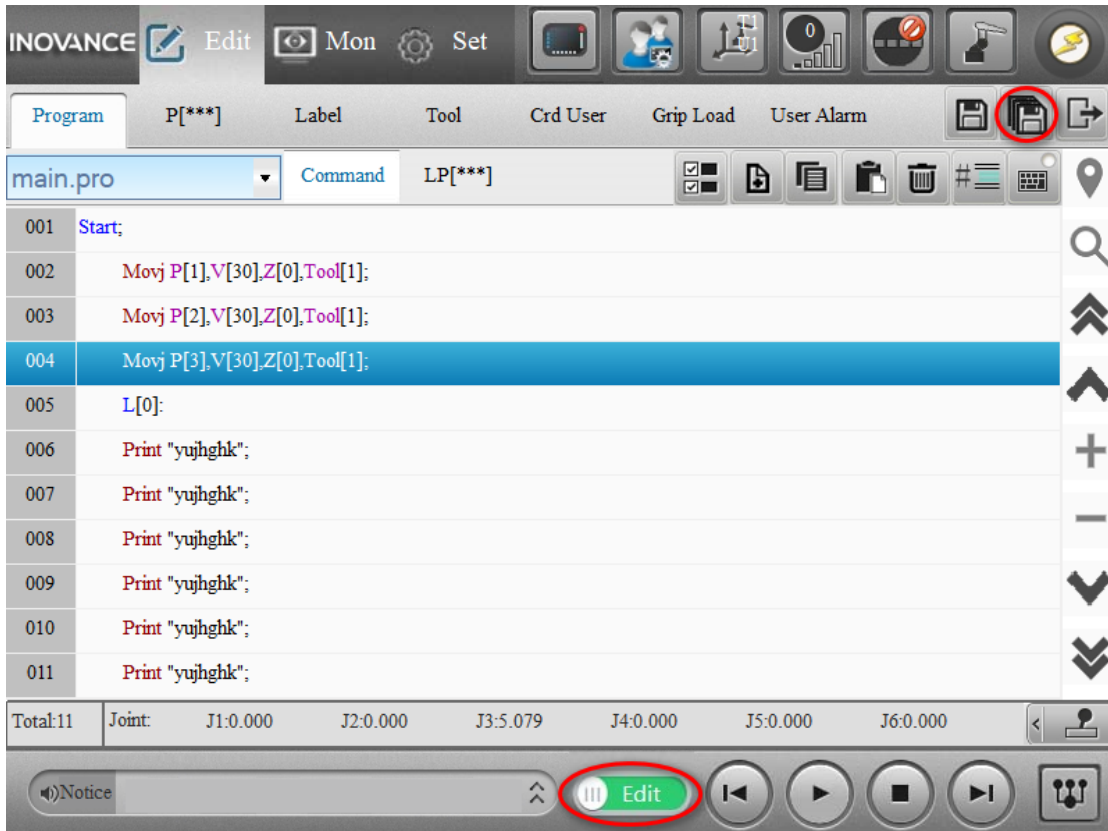 INOVANCE Edit Mon Set T1 U1 0
Program P[***] Label Tool Crd User Grip Load User Alarm
main.pro Command LP[***] #
001 Start;
002 Movj P[1],V[30],Z[0],Tool[1];
003 Movj P[2],V[30],Z[0],Tool[1];
004 Movj P[3],V[30],Z[0],Tool[1];
005 L[0]:
006 Print "yujhghk";
007 Print "yujhghk";
008 Print "yujhghk";
009 Print "yujhghk";
010 Print "yujhghk";
011 Print "yujhghk";
Total:11 Joint: J1:0.000 J2:0.000 J3:5.079 J4:0.000 J5:0.000 J6:0.000
Notice Edit